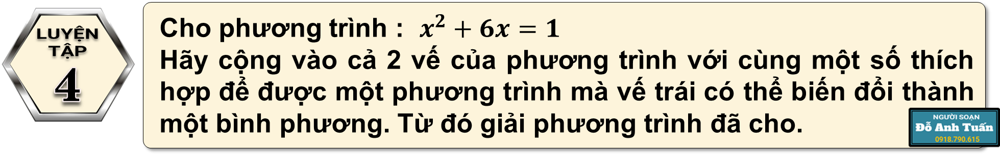 LUYỆN
TẬP
4
Cho phương trình : x² + 6x = 1
Hãy cộng vào cả 2 vế của phương trình với cùng một số thích
hợp để được một phương trình mà vế trái có thể biến đổi thành
một bình phương. Từ đó giải phương trình đã cho.
NGƯỜI SOẠN
Đỗ Anh Tuấn
0918.790.615